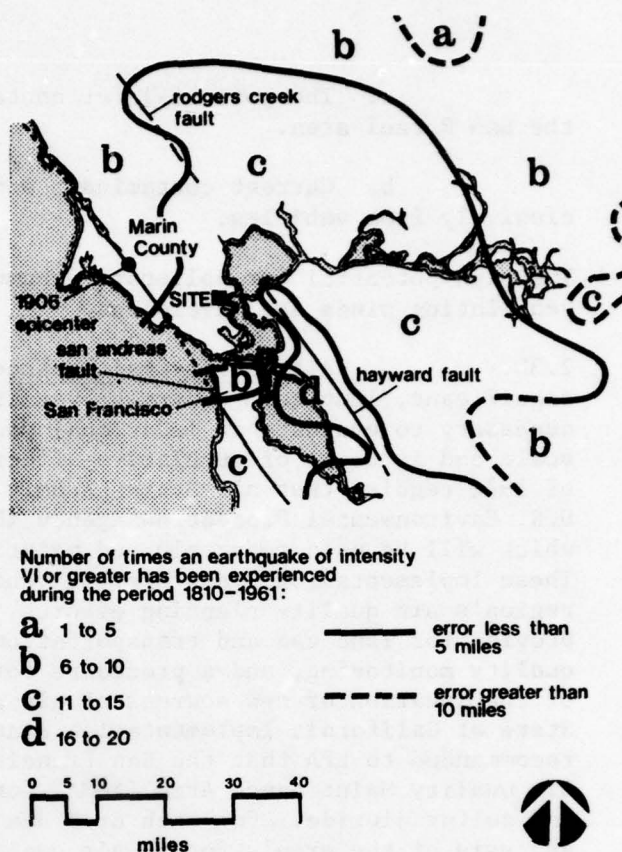 b
a
rodgers creek
fault
b
c
b
Marin
County
SITE
1906
epicenter
c
c
san andreas
fault
b
d
hayward fault
San Francisco
b
c
Number of times an earthquake of intensity
VI or greater has been experienced
during the period 1810-1961:
a 1 to 5
b 6 to 10
c 11 to 15
d 16 to 20
error less than
5 miles
error greater than
10 miles
0 5 10 20 30 40
miles